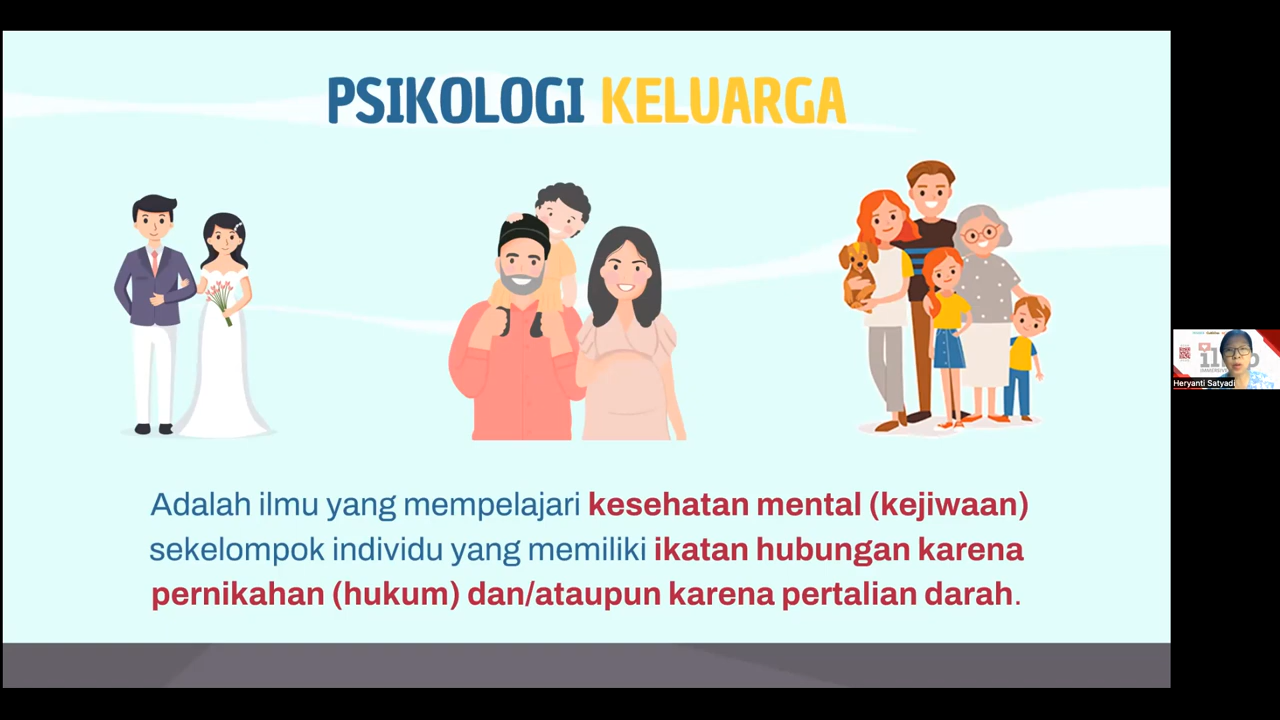 PSIKOLOGI KELUARGA
Adalah ilmu yang mempelajari kesehatan mental (kejiwaan)
sekelompok individu yang memiliki ikatan hubungan karena
pernikahan (hukum) dan/ataupun karena pertalian darah.
Heryanti Satyadi